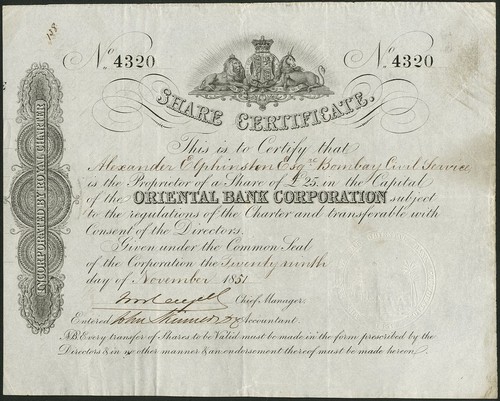 148
No. 4320
No. 4320
SHARE CERTIFICATE.
INCORPORATED BY ROYAL CHARTER
This is to Certify that
Alexander Elphinston Esqre Bombay Civil Service
is the Proprietor of a Share of £25. in the Capital
of the ORIENTAL BANK CORPORATION subject
to the regulations of the Charter and transferable with
Consent of the Directors.
Given under the Common Seal
of the Corporation the Twenty ninth
day of November 1851
Chief Manager.
Entered John Skinner Accountant.
N.B. Every transfer of Shares to be Valid must be made in the form prescribed by the
Directors & in no other manner & an endorsement thereof must be made hereon.